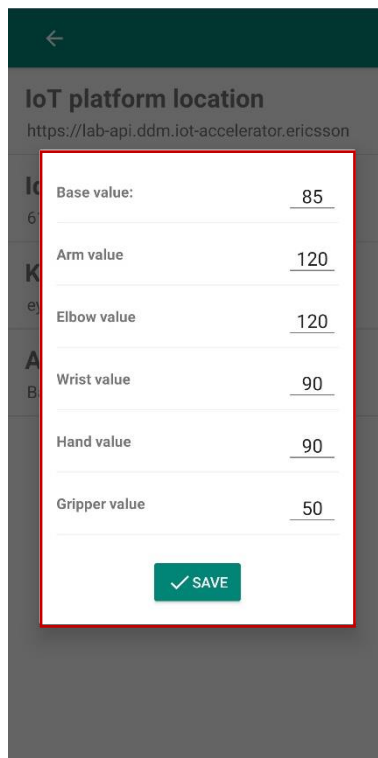 IoT platform location
https://lab-api.ddm.iot-accelerator.ericsson
Base value: 85
Arm value 120
Elbow value 120
Wrist value 90
Hand value 90
Gripper value 50
SAVE